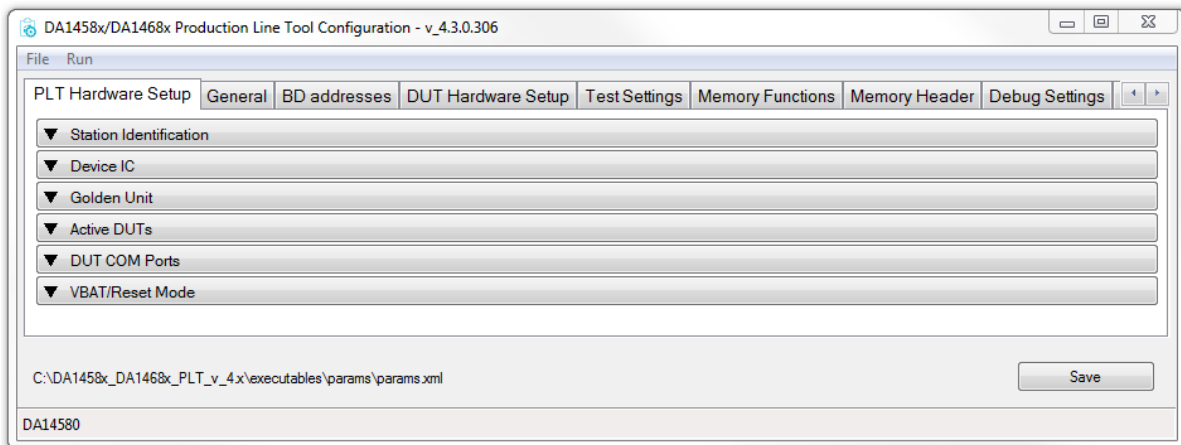 DA1458x/DA1468x Production Line Tool Configuration - v_4.3.0.306
File Run
PLT Hardware Setup General BD addresses DUT Hardware Setup Test Settings Memory Functions Memory Header Debug Settings
Station Identification
Device IC
Golden Unit
Active DUTs
DUT COM Ports
VBAT/Reset Mode
C:\DA1458x_DA1468x_PLT_v_4.x\executables\params\params.xml
Save
DA14580